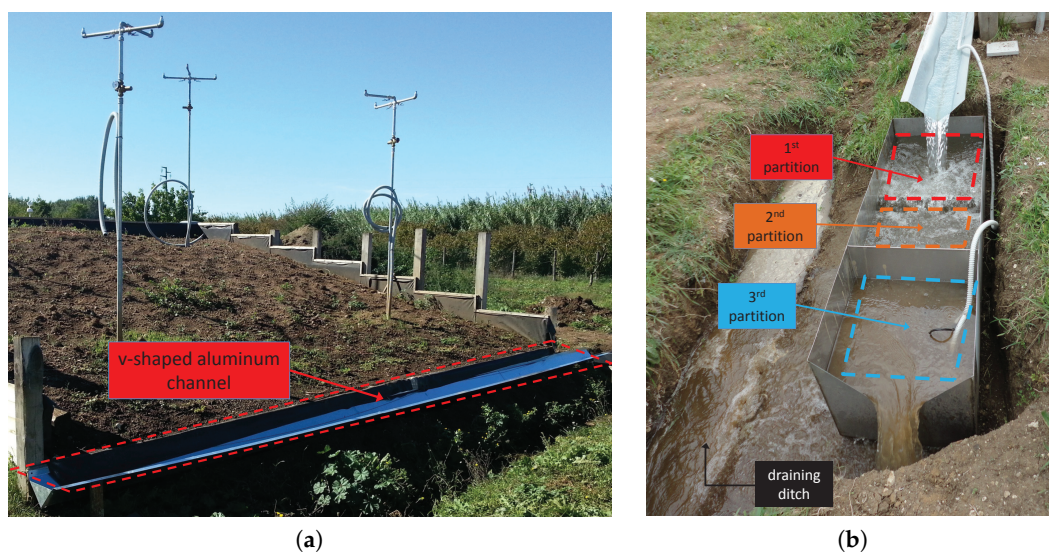 v-shaped aluminum
channel
(a)
1st
partition
2nd
partition
3rd
partition
draining
ditch
(b)